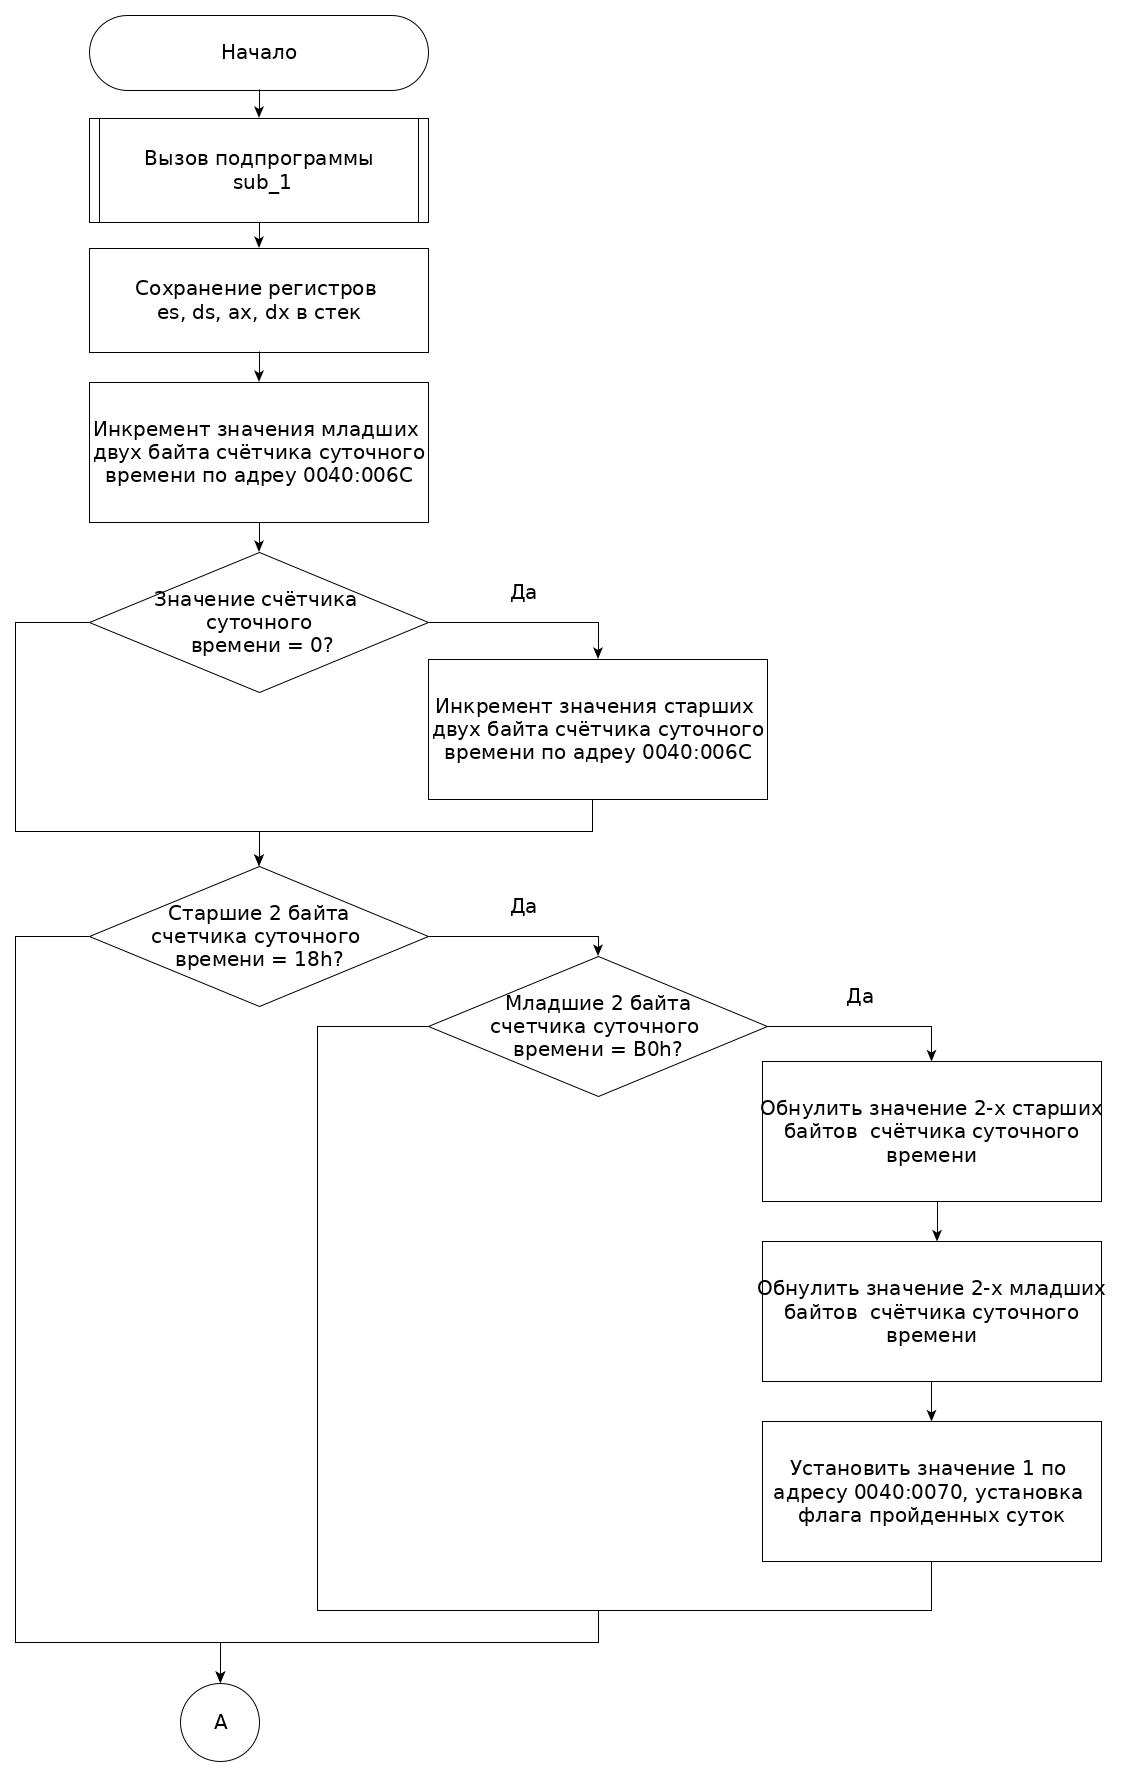 Начало
Вызов подпрограммы
sub_1
Сохранение регистров
es, ds, ax, dx в стек
Инкремент значения младших
двух байта счётчика суточного
времени по адреу 0040:006C
Значение счётчика
суточного
времени = 0?
Да
Инкремент значения старших
двух байта счётчика суточного
времени по адреу 0040:006C
Старшие 2 байта
счетчика суточного
времени = 18h?
Да
Младшие 2 байта
счетчика суточного
времени = B0h?
Да
Обнулить значение 2-х старших
байтов  счётчика суточного
времени
Обнулить значение 2-х младших
байтов  счётчика суточного
времени
Установить значение 1 по
адресу 0040:0070, установка
флага пройденных суток
А